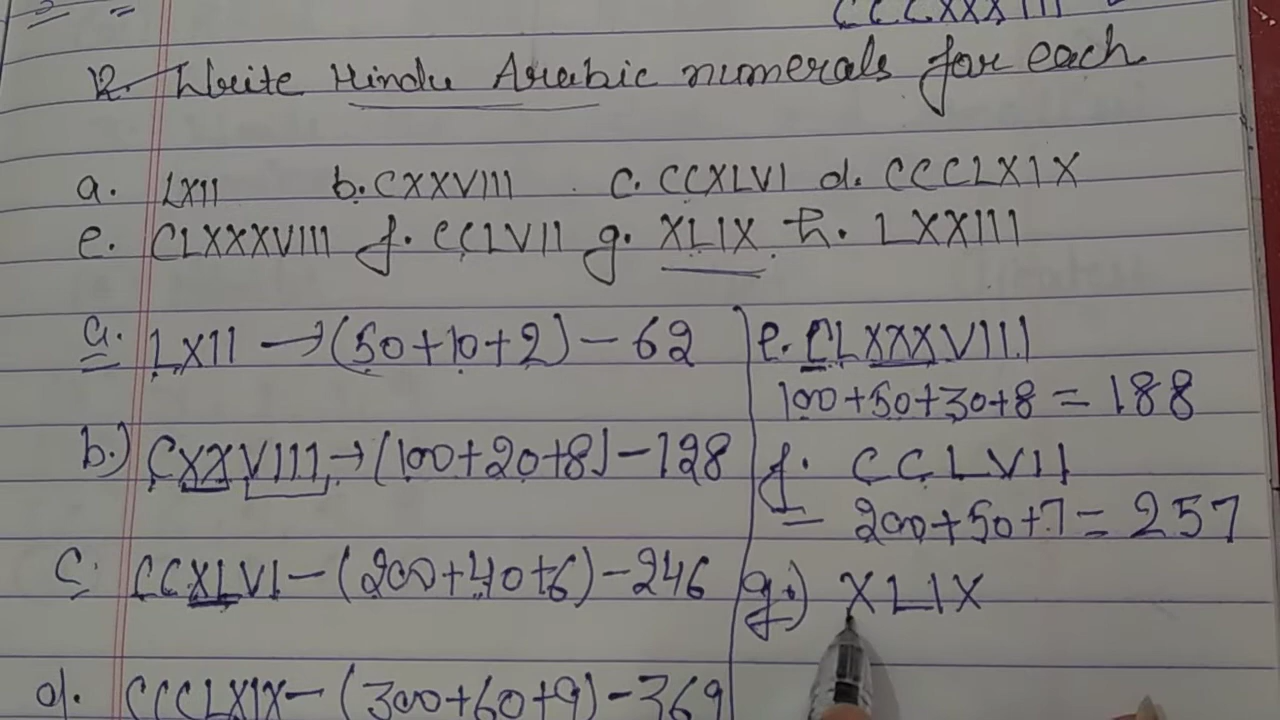 CCCXXXIII
12. Write Hindu Arabic numerals for each
a. LXII b. CXXVIII c. CCXLVI d. CCCLXIX
e. CLXXXVIII f. CCLVII g. XLIX h. LXXIII
a. LXII → (50+10+2) - 62
b.) CXXVIII → (100+20+8) - 128
c. CCXLVI - (200+40+6) - 246
d. CCCLXIX - (300+60+9) - 369
e. CLXXXVIII
100+50+30+8 = 188
f. CCLVII
200+50+7 = 257
g.) XLIX